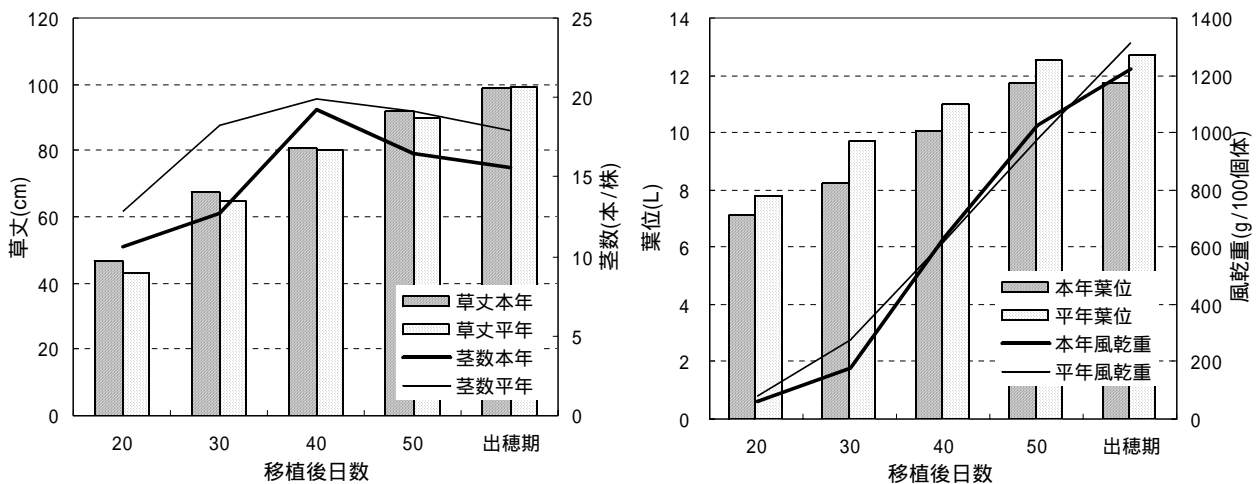 120
100
80
60
40
20
0
草丈(cm)
25
20
15
10
5
0
茎数(本/株)
草丈本年
草丈平年
茎数本年
茎数平年
20 30 40 50 出穂期
移植後日数
14
12
10
8
6
4
2
0
葉位(L)
1400
1200
1000
800
600
400
200
0
風乾重(g/100個体)
本年葉位
平年葉位
本年風乾重
平年風乾重
20 30 40 50 出穂期
移植後日数